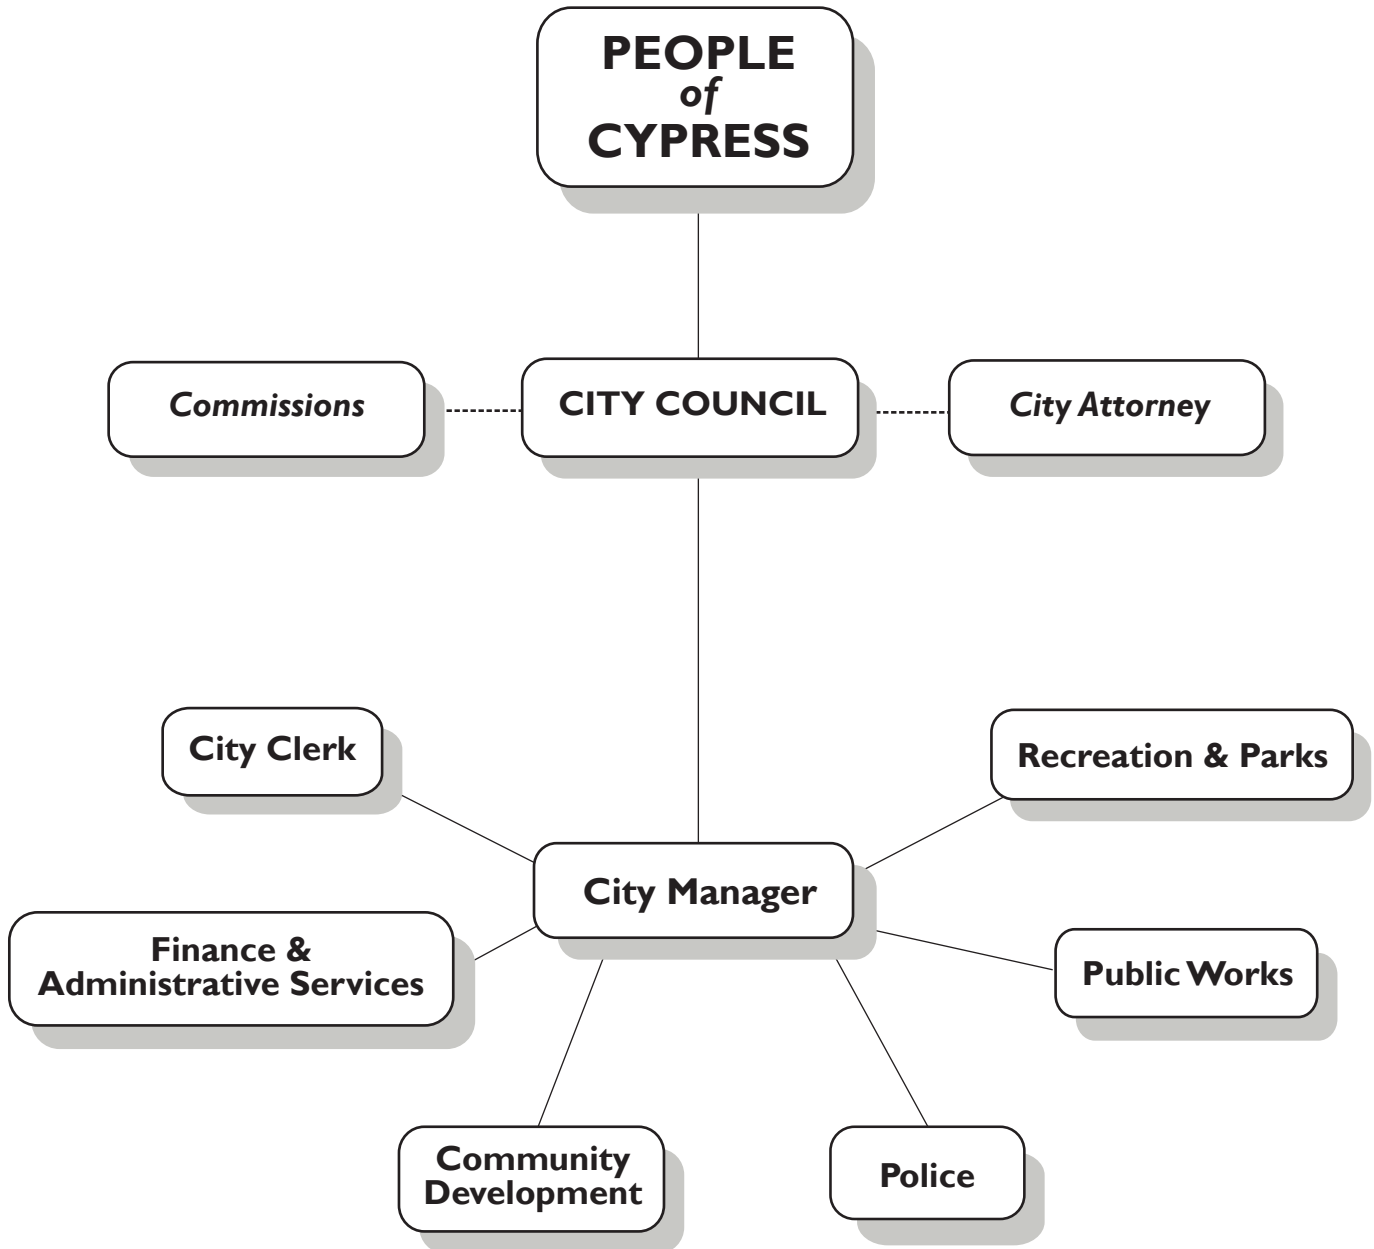 PEOPLE
of
CYPRESS
Commissions
CITY COUNCIL
City Attorney
City Clerk
Recreation & Parks
City Manager
Finance &
Administrative Services
Public Works
Community
Development
Police